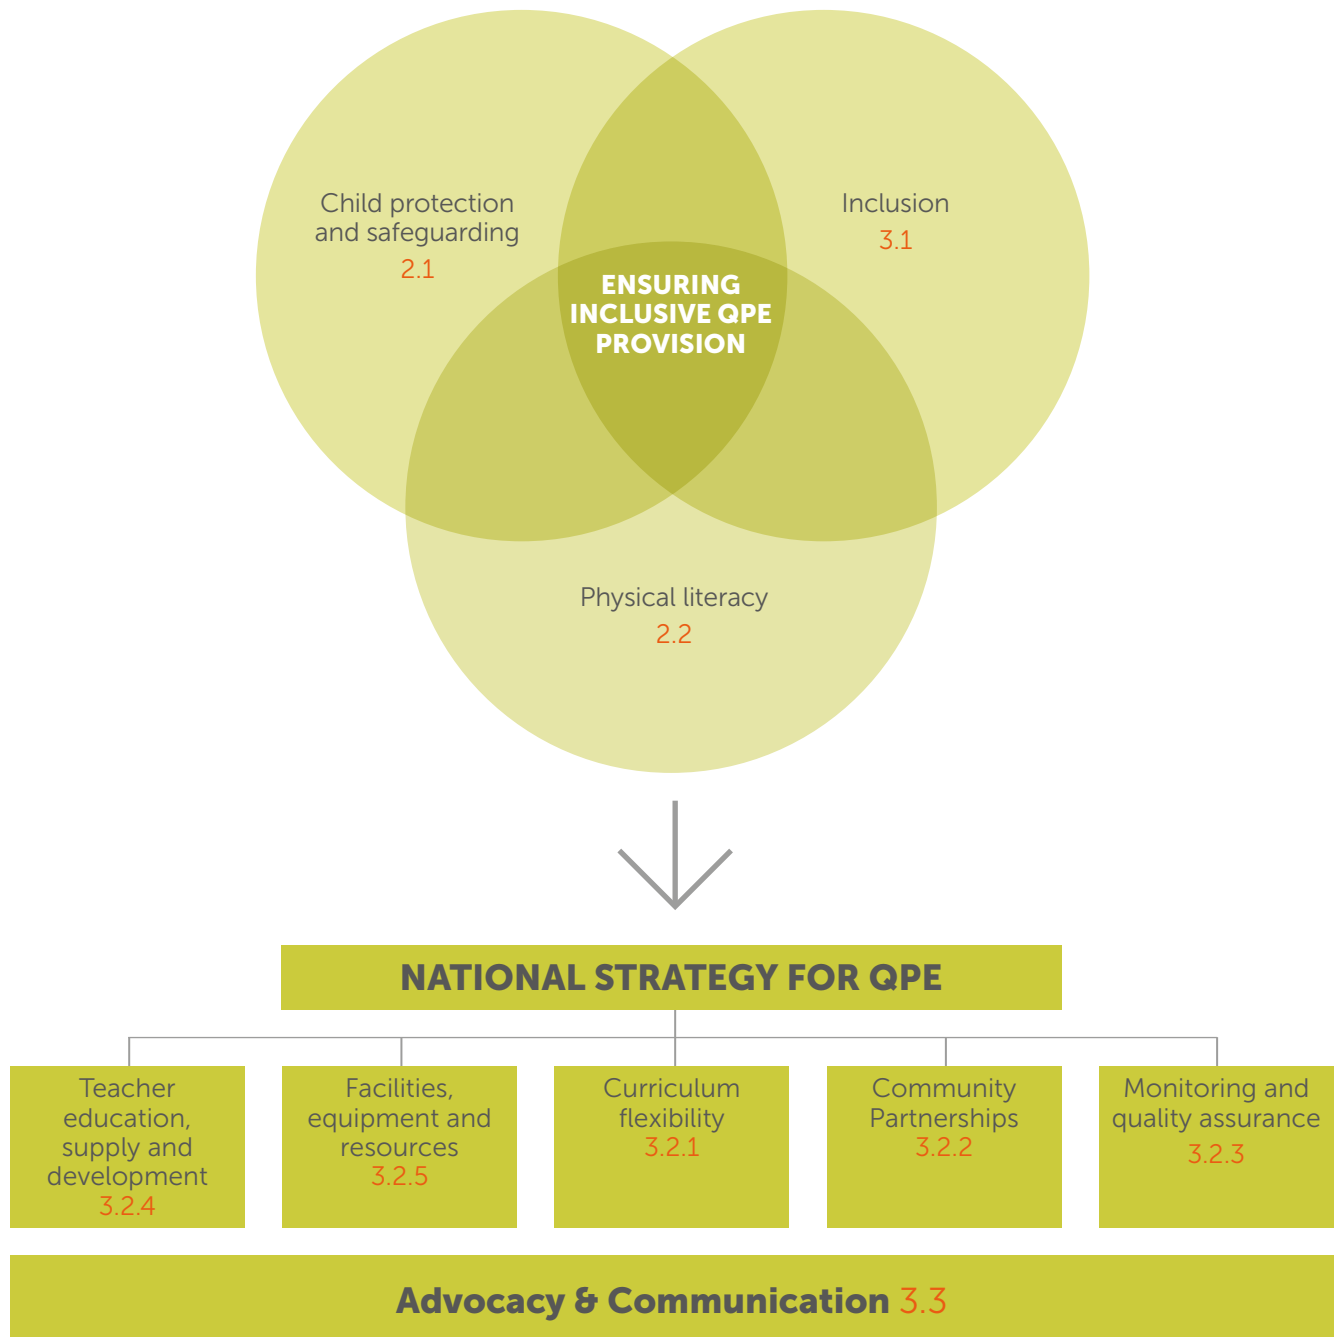 Child protection
and safeguarding
2.1
Inclusion
3.1
ENSURING
INCLUSIVE QPE
PROVISION
Physical literacy
2.2
NATIONAL STRATEGY FOR QPE
Teacher
education,
supply and
development
3.2.4
Facilities,
equipment and
resources
3.2.5
Curriculum
flexibility
3.2.1
Community
Partnerships
3.2.2
Monitoring and
quality assurance
3.2.3
Advocacy & Communication 3.3